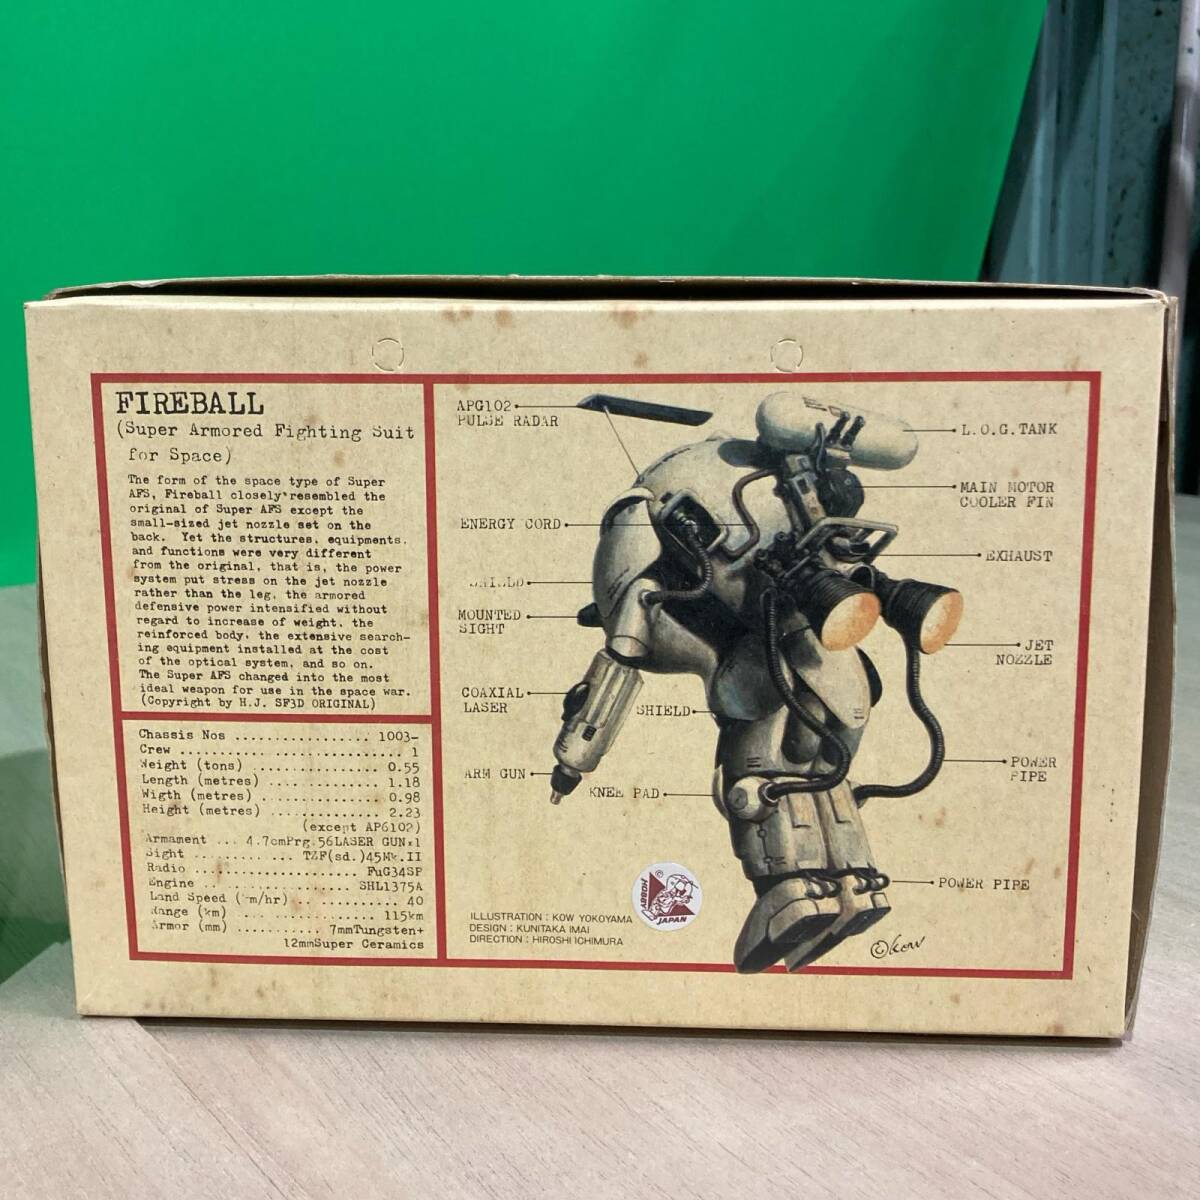 FIREBALL
(Super Armored Fighting Suit
for Space)
The form of the space type of Super
AFS, Fireball closely resembled the
original of Super AFS except the
small-sized jet nozzle set on the
back. Yet the structures, equipments,
and functions were very different
from the original, that is, the power
system put stress on the jet nozzle
rather than the leg, the armored
defensive power intensified without
regard to increase of weight, the
reinforced body, the extensive search-
ing equipment installed at the cost
of the optical system, and so on.
The Super AFS changed into the most
ideal weapon for use in the space war.
(Copyright by H.J. SF3D ORIGINAL)
Chassis Nos ................ 1003-
Crew .......................... 1
Weight (tons) .............. 0.55
Length (metres) ............. 1.18
Wigth (metres) .............. 0.98
Height (metres) ............. 2.23
(except AP6102)
Armament ... 4.7cmPrg.56LASER GUN×1
Sight ............ TZF(sd.)45Mk.II
Radio ................... FuG34SP
Engine .................. SHL1375A
Land Speed (km/hr) .......... 40
Range (km) ............... 115km
Armor (mm) ........... 7mmTungsten+
12mmSuper Ceramics
APG102
PULSE RADAR
ENERGY CORD
SHIELD
MOUNTED
SIGHT
COAXIAL
LASER
SHIELD
ARM GUN
KNEE PAD
L.O.G.TANK
MAIN MOTOR
COOLER FIN
EXHAUST
JET
NOZZLE
POWER
PIPE
POWER PIPE
ILLUSTRATION : KOW YOKOYAMA
DESIGN : KUNITAKA IMAI
DIRECTION : HIROSHI ICHIMURA
©
HOBBY
JAPAN
©Kow